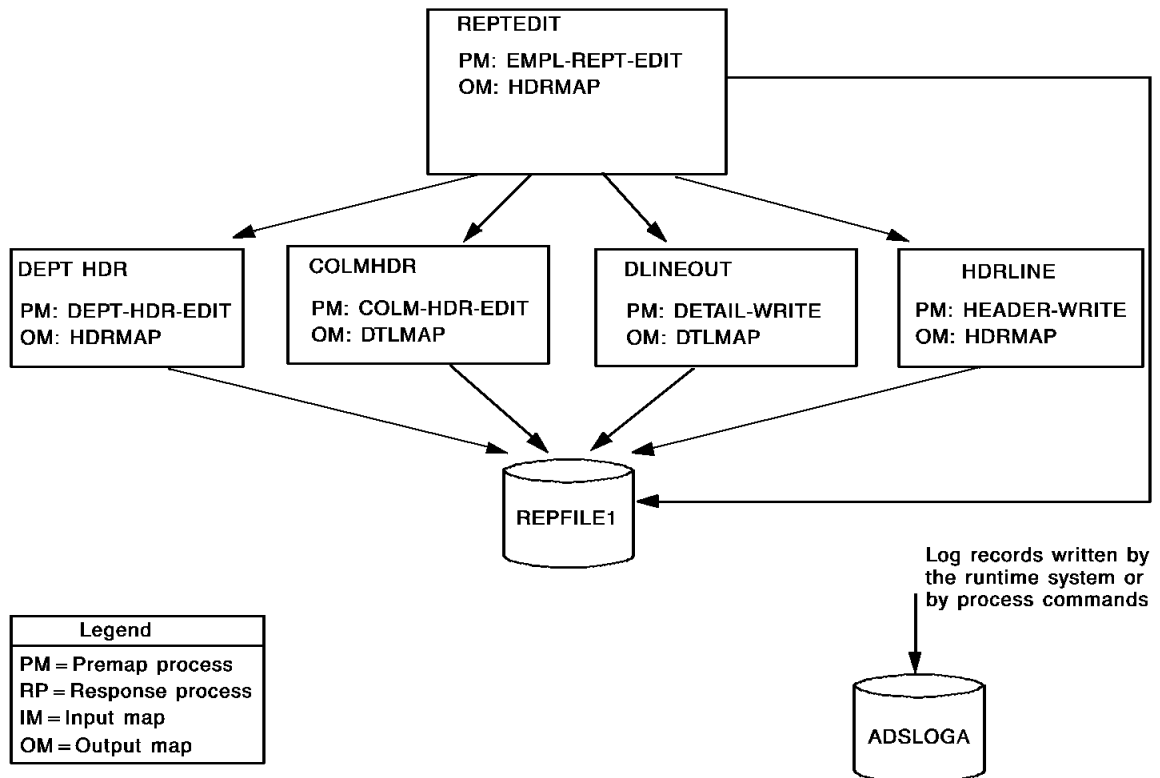 REPTEDIT
PM: EMPL-REPT-EDIT
OM: HDRMAP
DEPT HDR
PM: DEPT-HDR-EDIT
OM: HDRMAP
COLMHDR
PM: COLM-HDR-EDIT
OM: DTLMAP
DLINEOUT
PM: DETAIL-WRITE
OM: DTLMAP
HDRLINE
PM: HEADER-WRITE
OM: HDRMAP
REPFILE1
Log records written by
the runtime system or
by process commands
Legend
PM = Premap process
RP = Response process
IM = Input map
OM = Output map
ADSLOGA